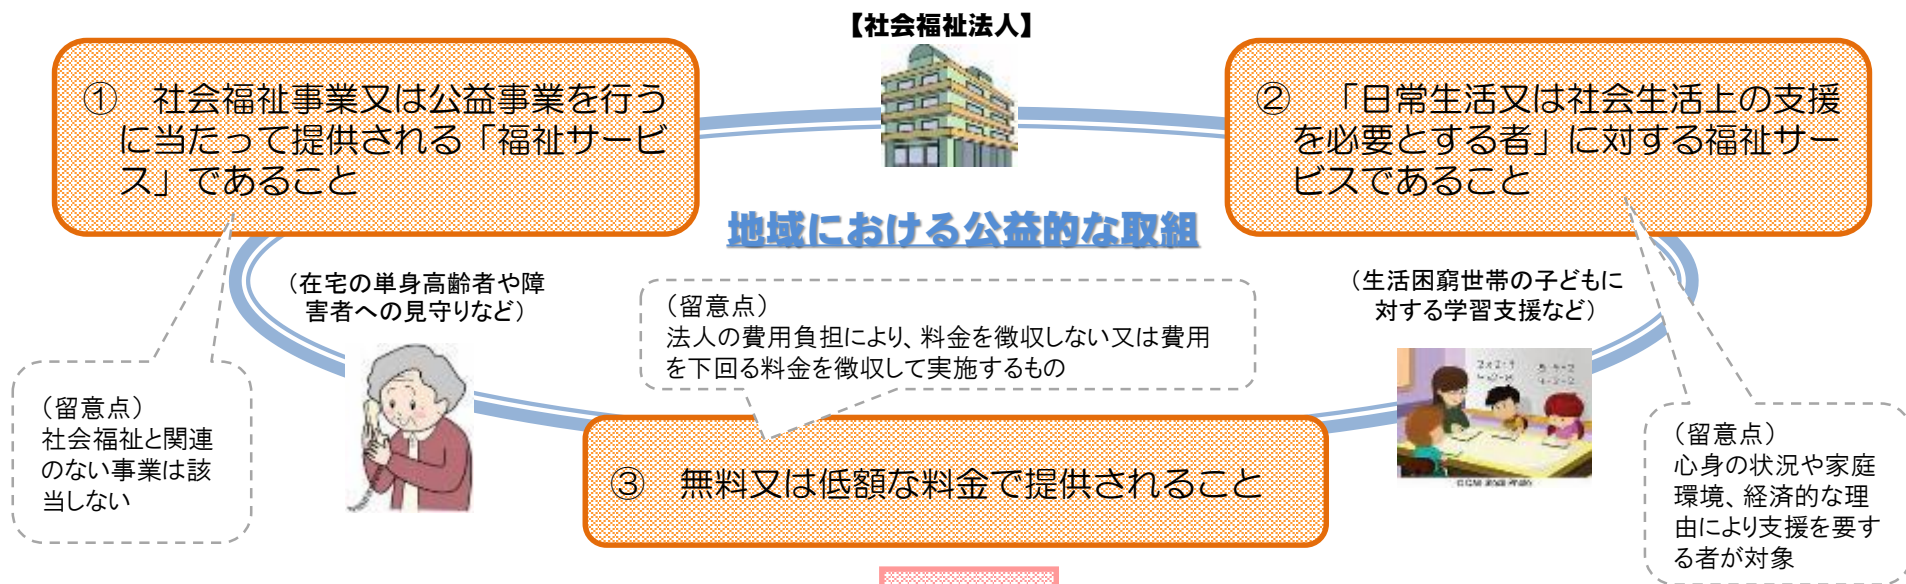 【社会福祉法人】
① 社会福祉事業又は公益事業を行う
に当たって提供される「福祉サービ
ス」であること
② 「日常生活又は社会生活上の支援
を必要とする者」に対する福祉サー
ビスであること
地域における公益的な取組
（在宅の単身高齢者や障
害者への見守りなど）
（留意点）
法人の費用負担により、料金を徴収しない又は費用
を下回る料金を徴収して実施するもの
（生活困窮世帯の子どもに
対する学習支援など）
（留意点）
社会福祉と関連
のない事業は該
当しない
③ 無料又は低額な料金で提供されること
（留意点）
心身の状況や家庭
環境、経済的な理
由により支援を要す
る者が対象